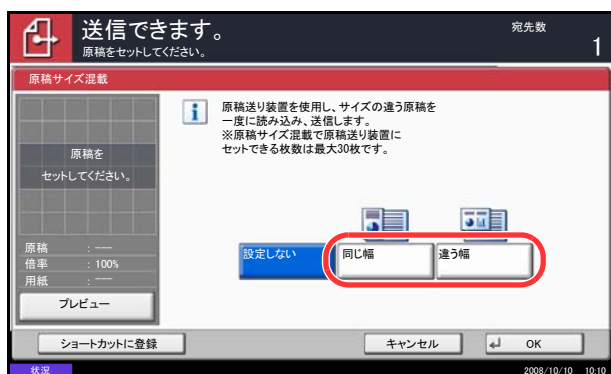 送信できます。
原稿をセットしてください。
宛先数
1
原稿サイズ混載
原稿を
セットしてください。
原稿 : ---
倍率 : 100%
用紙 : ---
プレビュー
原稿送り装置を使用し、サイズの違う原稿を
一度に読み込み、送信します。
※原稿サイズ混載で原稿送り装置に
セットできる枚数は最大30枚です。
設定しない
同じ幅
違う幅
ショートカットに登録
キャンセル
OK
状況
2008/10/10 10:10